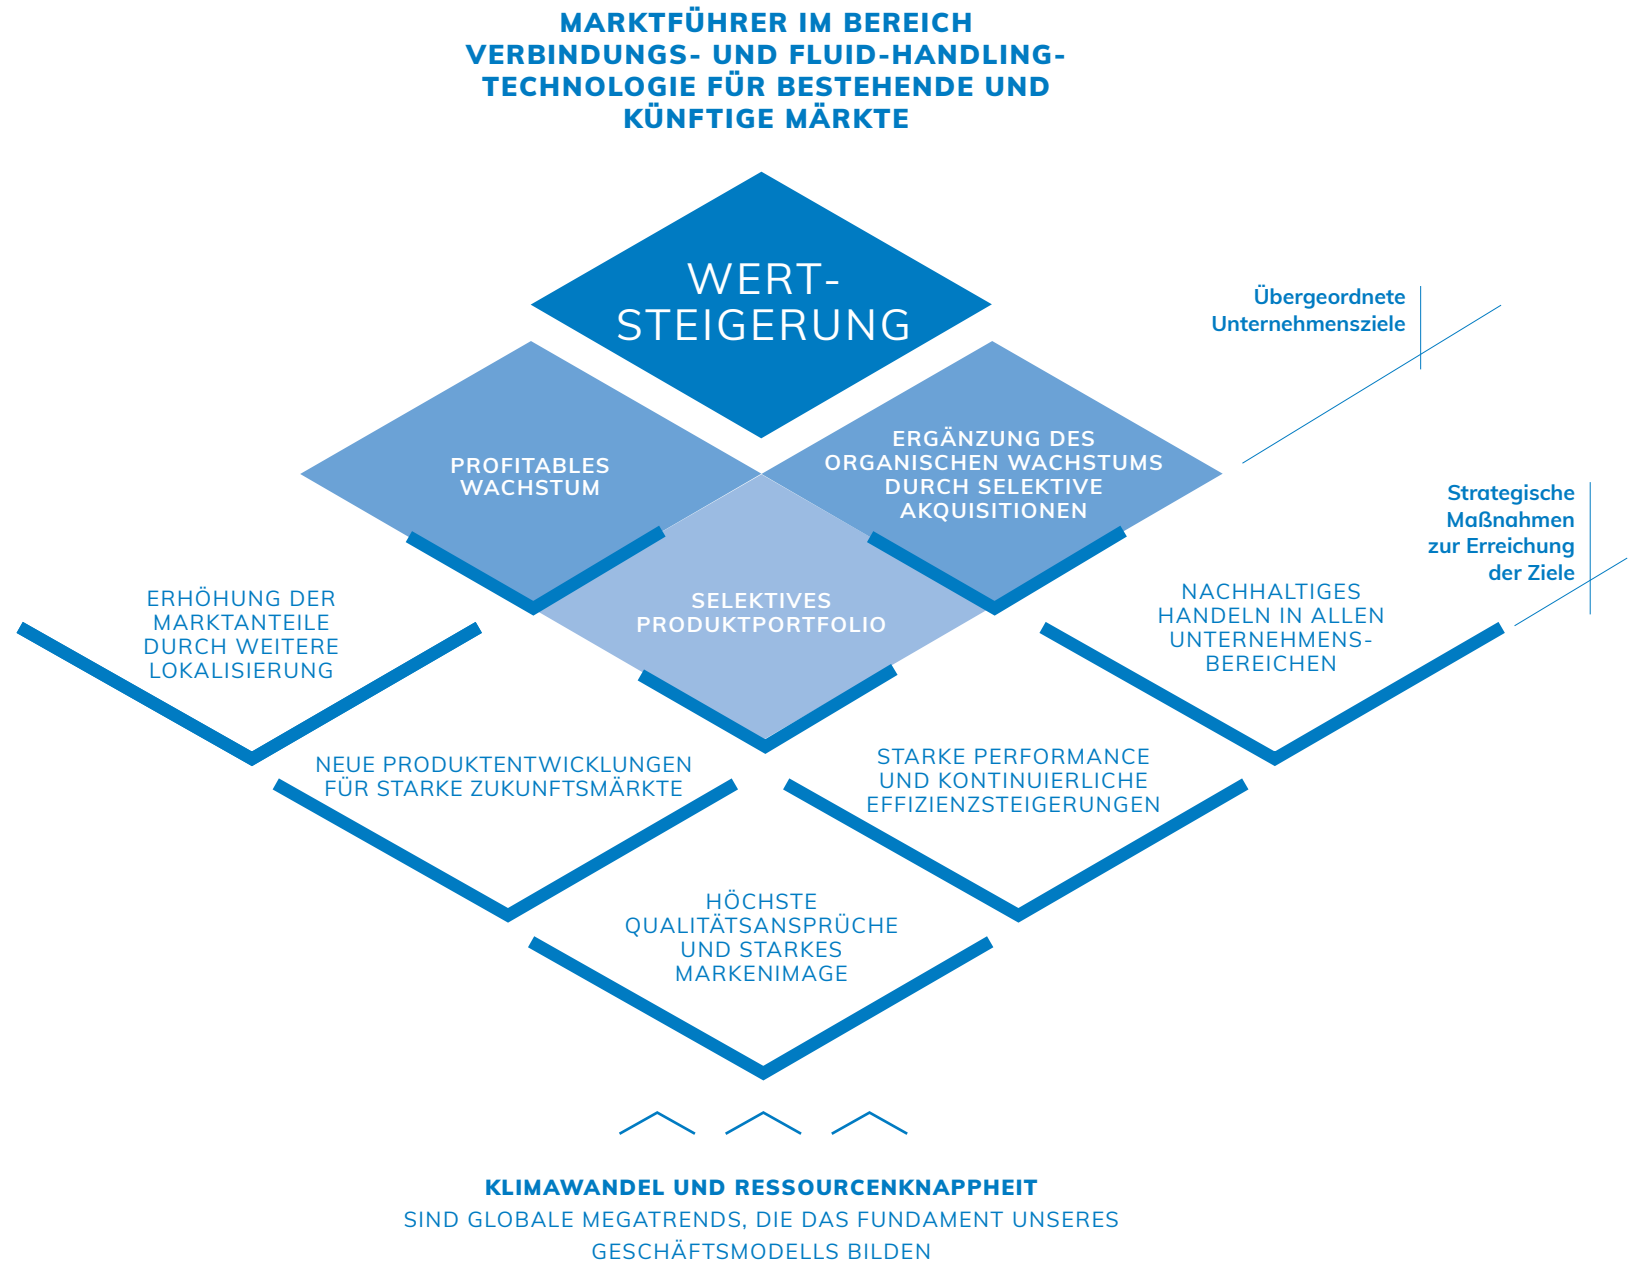 MARKTFÜHRER IM BEREICH
VERBINDUNGS- UND FLUID-HANDLING-
TECHNOLOGIE FÜR BESTEHENDE UND
KÜNFTIGE MÄRKTE
WERT-
STEIGERUNG
Übergeordnete
Unternehmensziele
PROFITABLES
WACHSTUM
ERGÄNZUNG DES
ORGANISCHEN WACHSTUMS
DURCH SELEKTIVE
AKQUISITIONEN
Strategische
Maßnahmen
zur Erreichung
der Ziele
SELEKTIVES
PRODUKTPORTFOLIO
ERHÖHUNG DER
MARKTANTEILE
DURCH WEITERE
LOKALISIERUNG
NACHHALTIGES
HANDELN IN ALLEN
UNTERNEHMENS-
BEREICHEN
NEUE PRODUKTENTWICKLUNGEN
FÜR STARKE ZUKUNFTSMÄRKTE
STARKE PERFORMANCE
UND KONTINUIERLICHE
EFFIZIENZSTEIGERUNGEN
HÖCHSTE
QUALITÄTSANSPRÜCHE
UND STARKES
MARKENIMAGE
KLIMAWANDEL UND RESSOURCENKNAPPHEIT
SIND GLOBALE MEGATRENDS, DIE DAS FUNDAMENT UNSERES
GESCHÄFTSMODELLS BILDEN